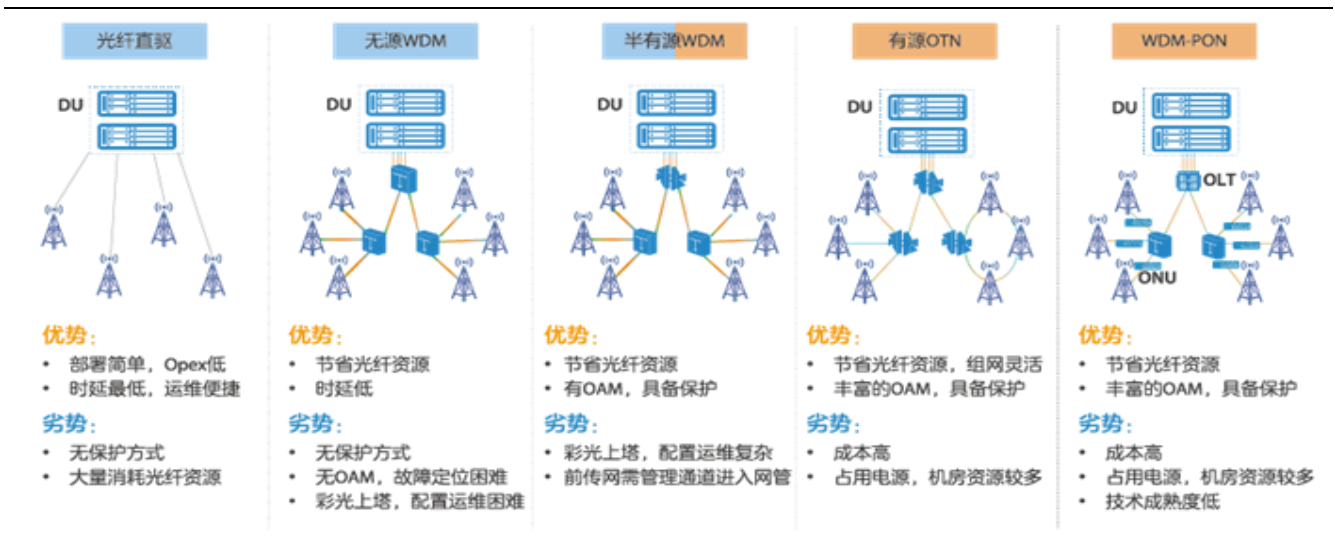 光纤直驱
DU
优势：
• 部署简单，Opex低
• 时延最低，运维便捷
劣势：
• 无保护方式
• 大量消耗光纤资源
无源WDM
DU
优势：
• 节省光纤资源
• 时延低
劣势：
• 无保护方式
• 无OAM，故障定位困难
• 彩光上塔，配置运维困难
半有源WDM
DU
优势：
• 节省光纤资源
• 有OAM，具备保护
劣势：
• 彩光上塔，配置运维复杂
• 前传网需管理通道进入网管
有源OTN
DU
优势：
• 节省光纤资源，组网灵活
• 丰富的OAM，具备保护
劣势：
• 成本高
• 占用电源，机房资源较多
WDM-PON
DU
OLT
ONU
优势：
• 节省光纤资源
• 丰富的OAM，具备保护
劣势：
• 成本高
• 占用电源，机房资源较多
• 技术成熟度低